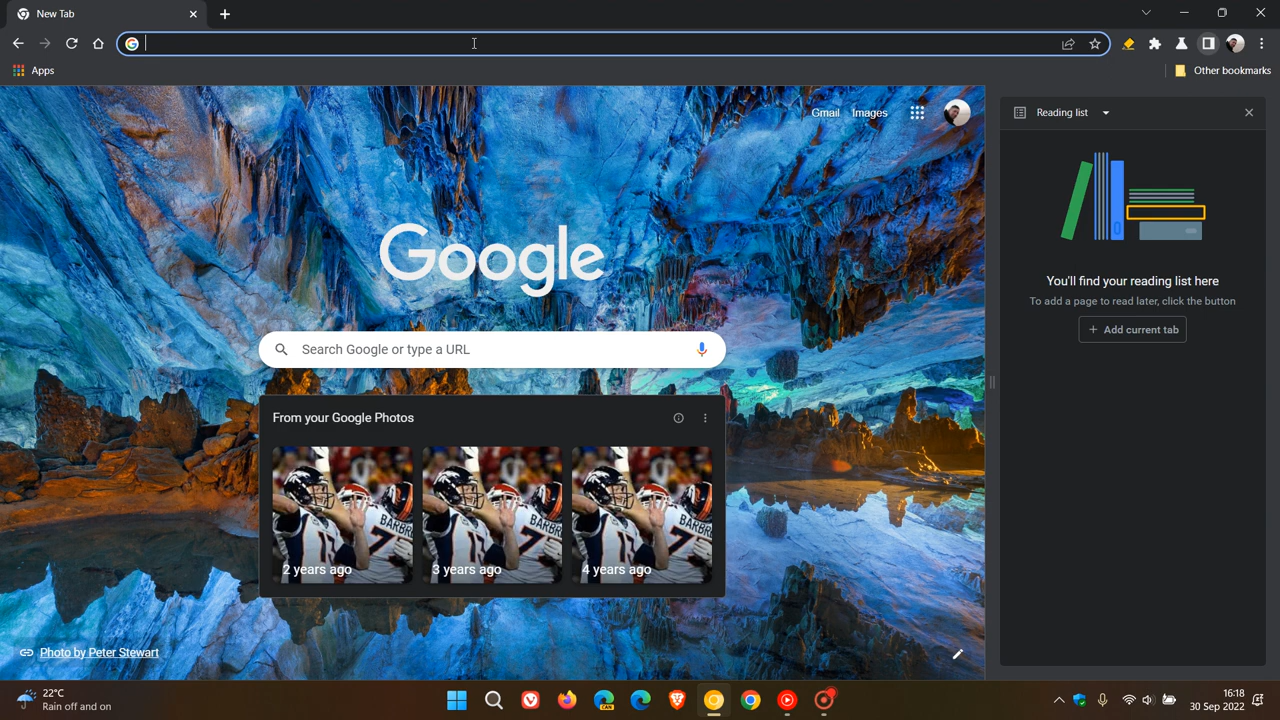 New Tab
Apps
Other bookmarks
Gmail Images
Reading list
Google
You'll find your reading list here
To add a page to read later, click the button
+ Add current tab
Search Google or type a URL
From your Google Photos
2 years ago
3 years ago
4 years ago
Photo by Peter Stewart
22°C
Rain off and on
CAN
16:18
30 Sep 2022